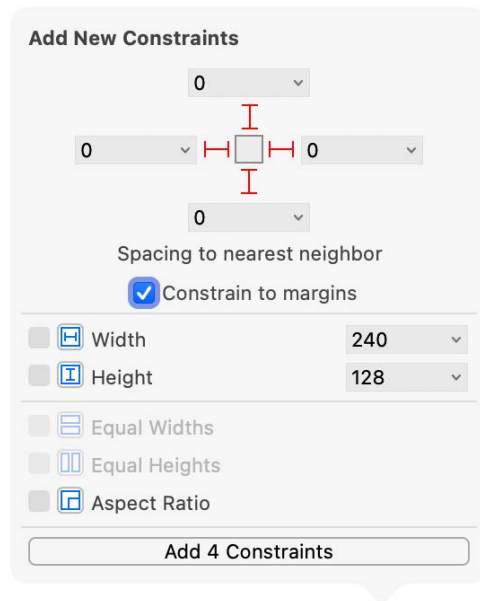 Add New Constraints
0
0 0
0
Spacing to nearest neighbor
Constrain to margins
Width 240
Height 128
Equal Widths
Equal Heights
Aspect Ratio
Add 4 Constraints